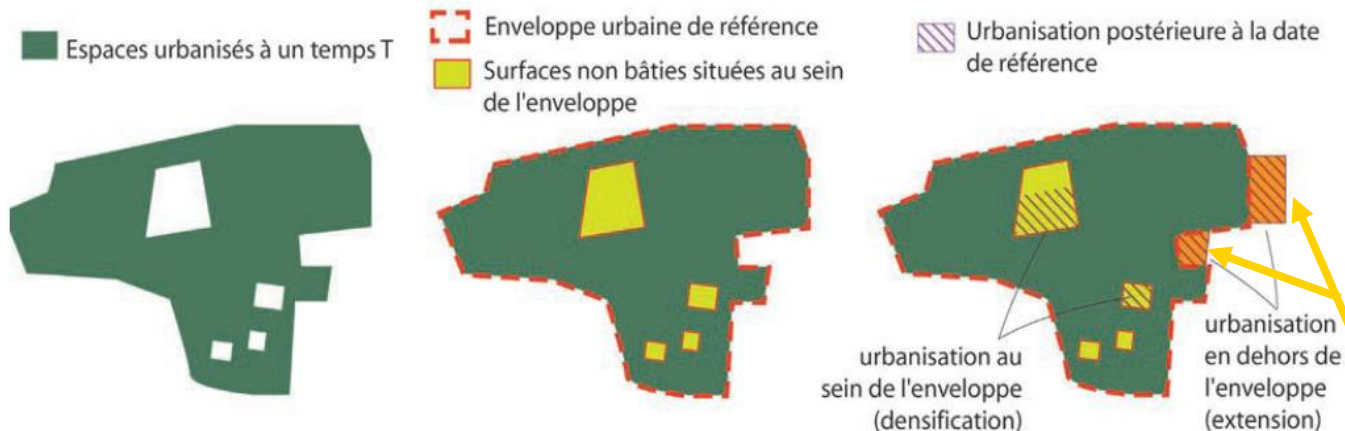 Espaces urbanisés à un temps T
Enveloppe urbaine de référence
Surfaces non bâties situées au sein
de l'enveloppe
Urbanisation postérieure à la date
de référence
urbanisation au
sein de l'enveloppe
(densification)
urbanisation
en dehors de
l'enveloppe
(extension)